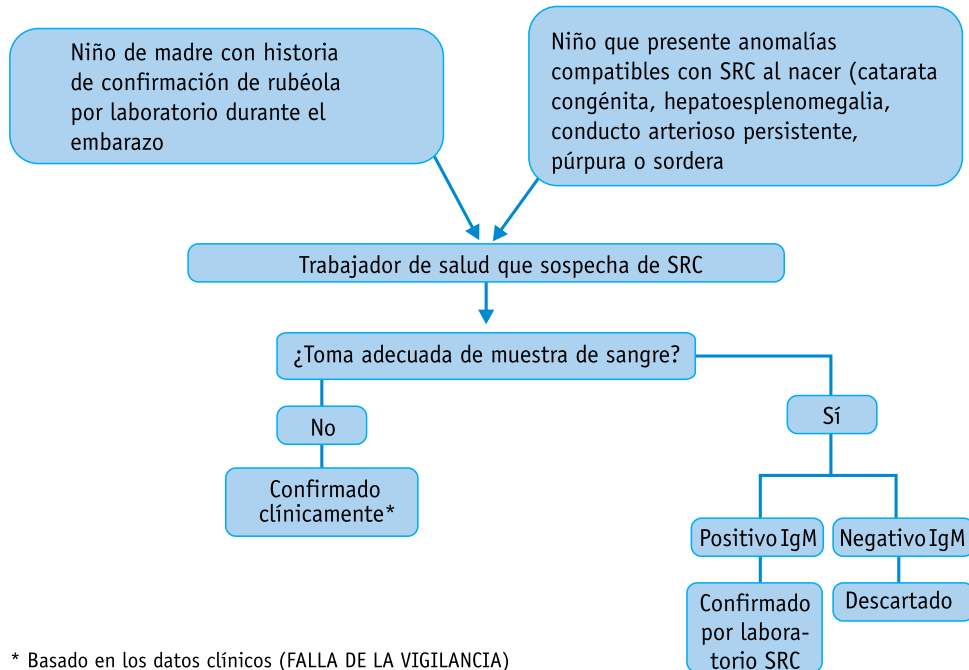 Niño de madre con historia
de confirmación de rubéola
por laboratorio durante el
embarazo
Niño que presente anomalías
compatibles con SRC al nacer (catarata
congénita, hepatoesplenomegalia,
conducto arterioso persistente,
púrpura o sordera
Trabajador de salud que sospecha de SRC
¿Toma adecuada de muestra de sangre?
No
Sí
Confirmado
clínicamente*
Positivo IgM
Negativo IgM
Confirmado
por labora-
torio SRC
Descartado
* Basado en los datos clínicos (FALLA DE LA VIGILANCIA)